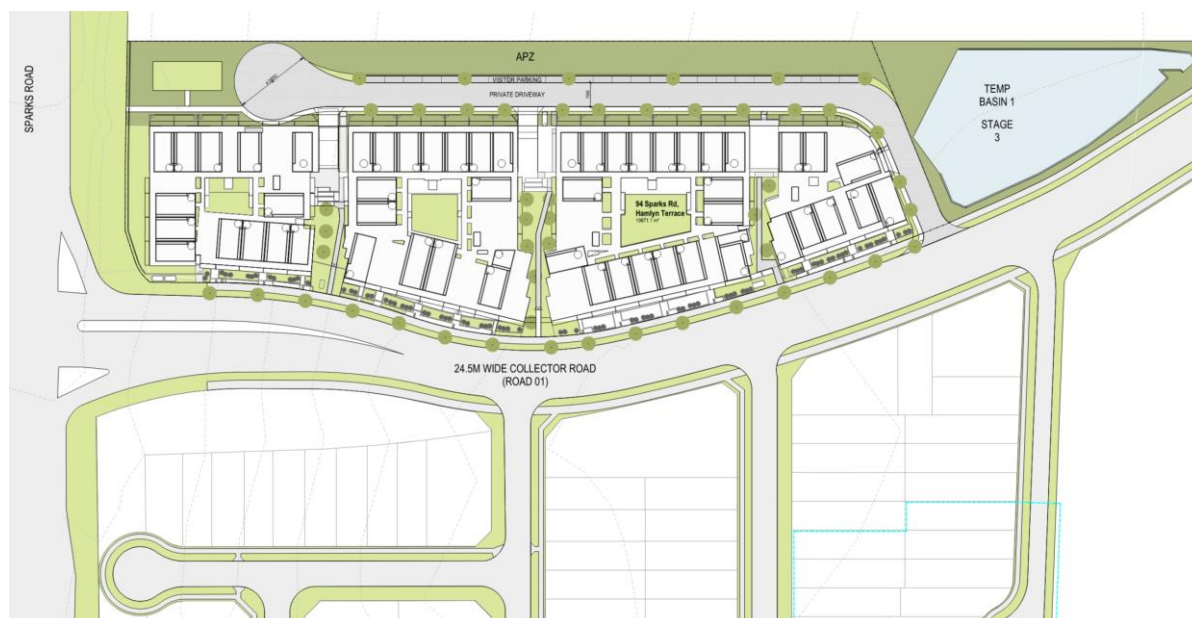 SPARKS ROAD
APZ
VISITOR PARKING
PRIVATE DRIVEWAY
TEMP
BASIN 1
STAGE
3
94 Sparks Rd,
Hamlyn Terrace
24.5M WIDE COLLECTOR ROAD
(ROAD 01)